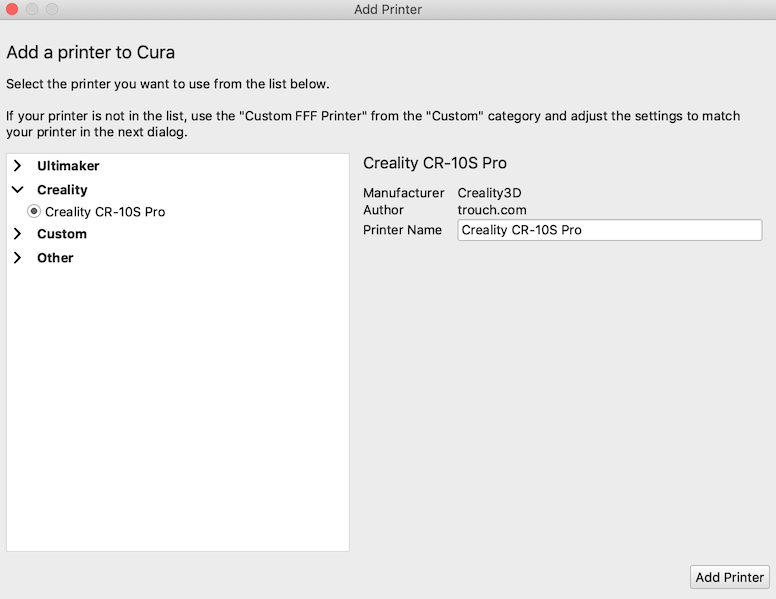 Add Printer
Add a printer to Cura
Select the printer you want to use from the list below.
If your printer is not in the list, use the "Custom FFF Printer" from the "Custom" category and adjust the settings to match
your printer in the next dialog.
Ultimaker
Creality
Creality CR-10S Pro
Custom
Other
Creality CR-10S Pro
Manufacturer Creality3D
Author trouch.com
Printer Name Creality CR-10S Pro
Add Printer